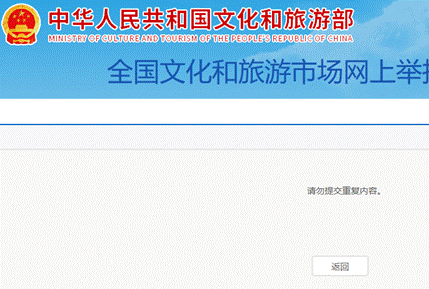 中华人民共和国文化和旅游部
MINISTRY OF CULTURE AND TOURISM OF THE PEOPLE'S REPUBLIC OF CHINA
全国文化和旅游市场网上举报
请勿提交重复内容。
返回